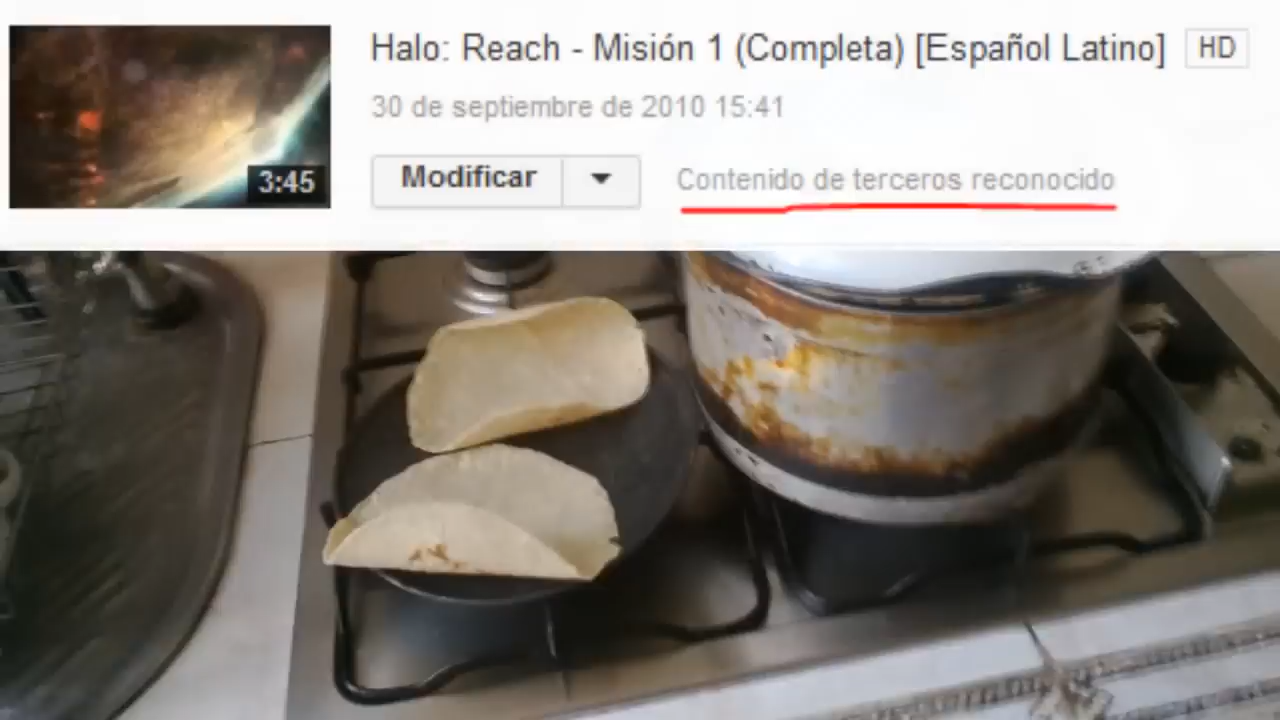 Halo: Reach - Misión 1 (Completa) [Español Latino] HD
30 de septiembre de 2010 15:41
3:45
Modificar
Contenido de terceros reconocido